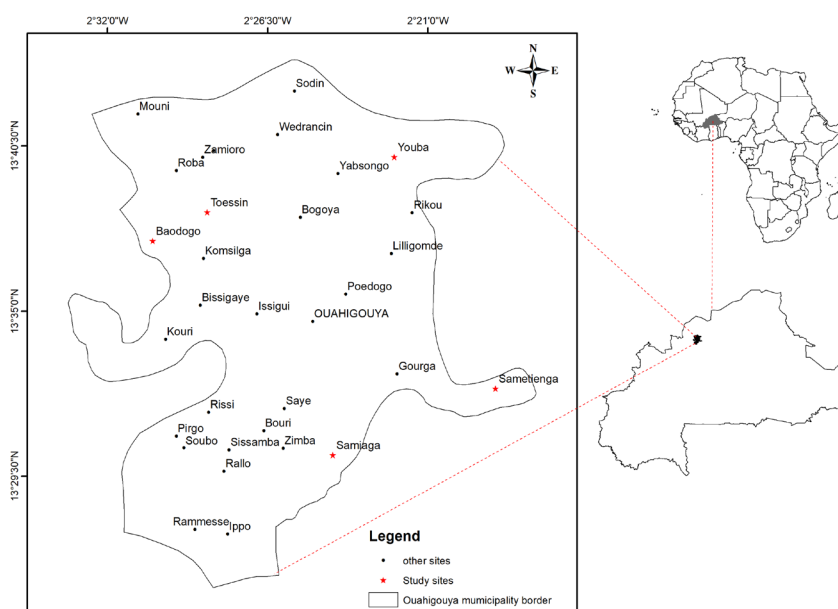 2°32'0"W
2°26'30"W
2°21'0"W
N
W
E
S
Sodin
Mouni
Wedrancin
13°40'30"N
Zamioro
Youba
Roba
Yabsongo
Toessin
Bogoya
Rikou
Baodogo
Komsilga
Lilligomde
Poedogo
Bissigaye
Issigui
13°35'0"N
OUAHIGOUYA
Kouri
Gourga
Sametienga
Rissi
Saye
Pirgo
Bouri
Soubo
Sissamba
Zimba
Samiaga
Rallo
13°29'30"N
Rammesse
Ippo
Legend
other sites
Study sites
Ouahigouya mumicipality border